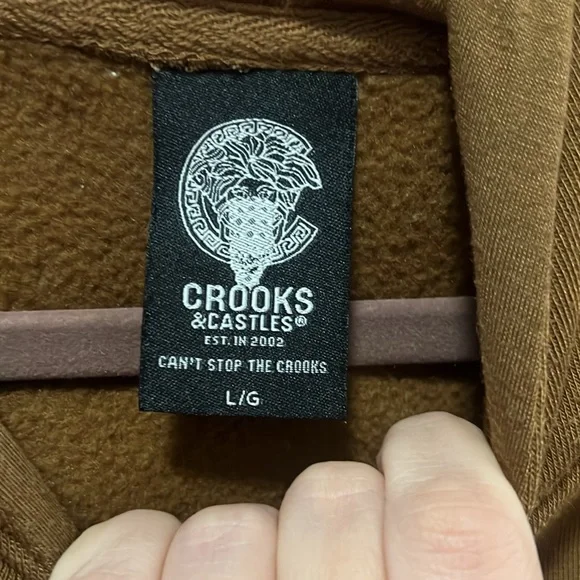 CROOKS
&CASTLES®
EST. IN 2002
CAN'T STOP THE CROOKS
L/G